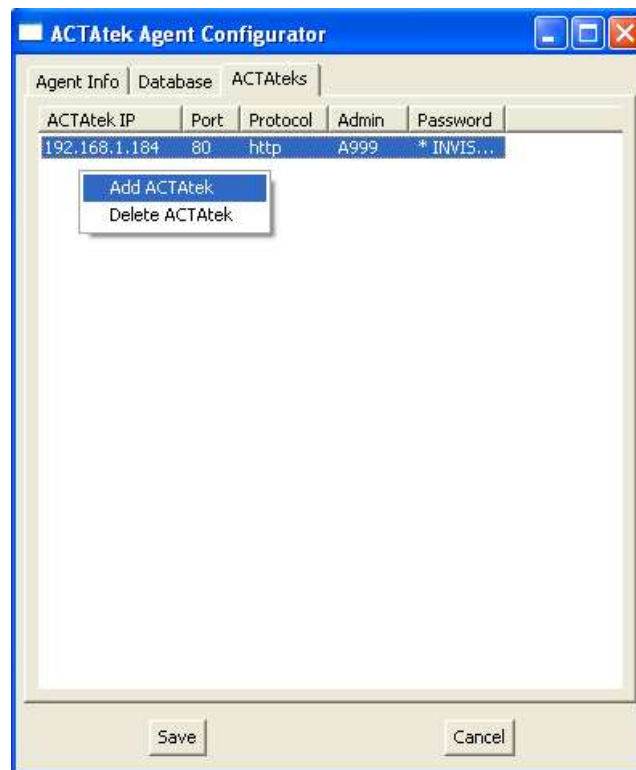 ACTAtek Agent Configurator
Agent Info Database ACTAteks
ACTAtek IP Port Protocol Admin Password
192.168.1.184 80 http A999 * INVIS...
Add ACTAtek
Delete ACTAtek
Save Cancel